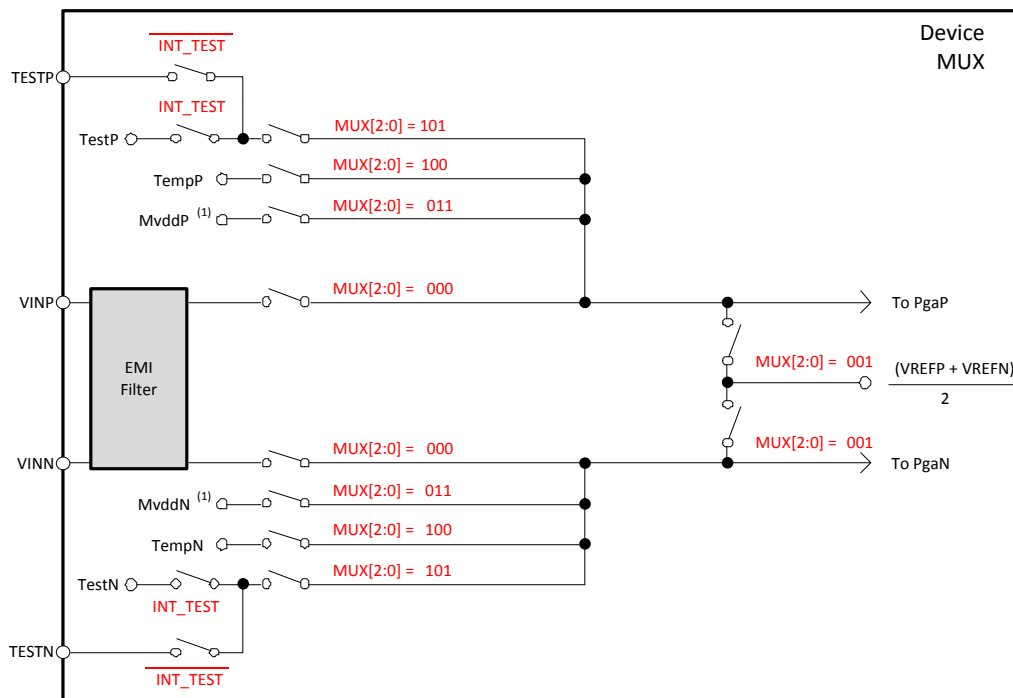 Device
MUX
INT_TEST
TESTP
INT_TEST
TestP
MUX[2:0] = 101
TempP
MUX[2:0] = 100
MvddP (1)
MUX[2:0] = 011
VINP
MUX[2:0] = 000
To PgaP
EMI
Filter
MUX[2:0] = 001
(VREFP + VREFN)
2
VINN
MUX[2:0] = 000
MUX[2:0] = 001
To PgaN
MvddN (1)
MUX[2:0] = 011
TempN
MUX[2:0] = 100
TestN
MUX[2:0] = 101
INT_TEST
TESTN
INT_TEST